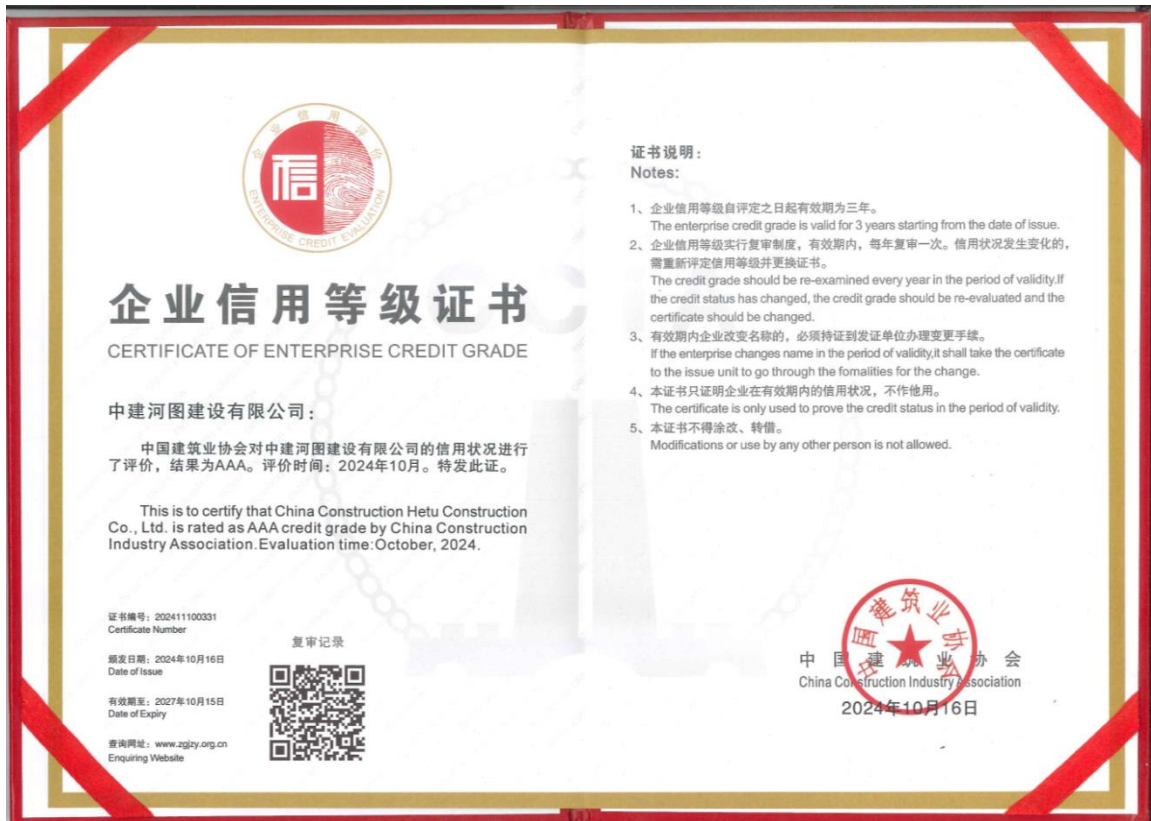 企业信用评价
信
ENTERPRISE CREDIT EVALUATION
企业信用等级证书
CERTIFICATE OF ENTERPRISE CREDIT GRADE
中建河图建设有限公司：
中国建筑业协会对中建河图建设有限公司的信用状况进行
了评价，结果为AAA。评价时间：2024年10月。特发此证。
This is to certify that China Construction Hetu Construction
Co., Ltd. is rated as AAA credit grade by China Construction
Industry Association.Evaluation time:October, 2024.
证书编号：202411100331
Certificate Number
颁发日期：2024年10月16日
Date of Issue
有效期至：2027年10月15日
Date of Expiry
查询网址：www.zgjzy.org.cn
Enquiring Website
复审记录
证书说明：
Notes:
1、企业信用等级自评定之日起有效期为三年。
The enterprise credit grade is valid for 3 years starting from the date of issue.
2、企业信用等级实行复审制度，有效期内，每年复审一次。信用状况发生变化的，
需重新评定信用等级并更换证书。
The credit grade should be re-examined every year in the period of validity.If
the credit status has changed, the credit grade should be re-evaluated and the
certificate should be changed.
3、有效期内企业改变名称的，必须持证到发证单位办理变更手续。
If the enterprise changes name in the period of validity,it shall take the certificate
to the issue unit to go through the fomalities for the change.
4、本证书只证明企业在有效期内的信用状况，不作他用。
The certificate is only used to prove the credit status in the period of validity.
5、本证书不得涂改、转借。
Modifications or use by any other person is not allowed.
中国建筑业协会
中国建筑业协会
China Construction Industry Association
2024年10月16日